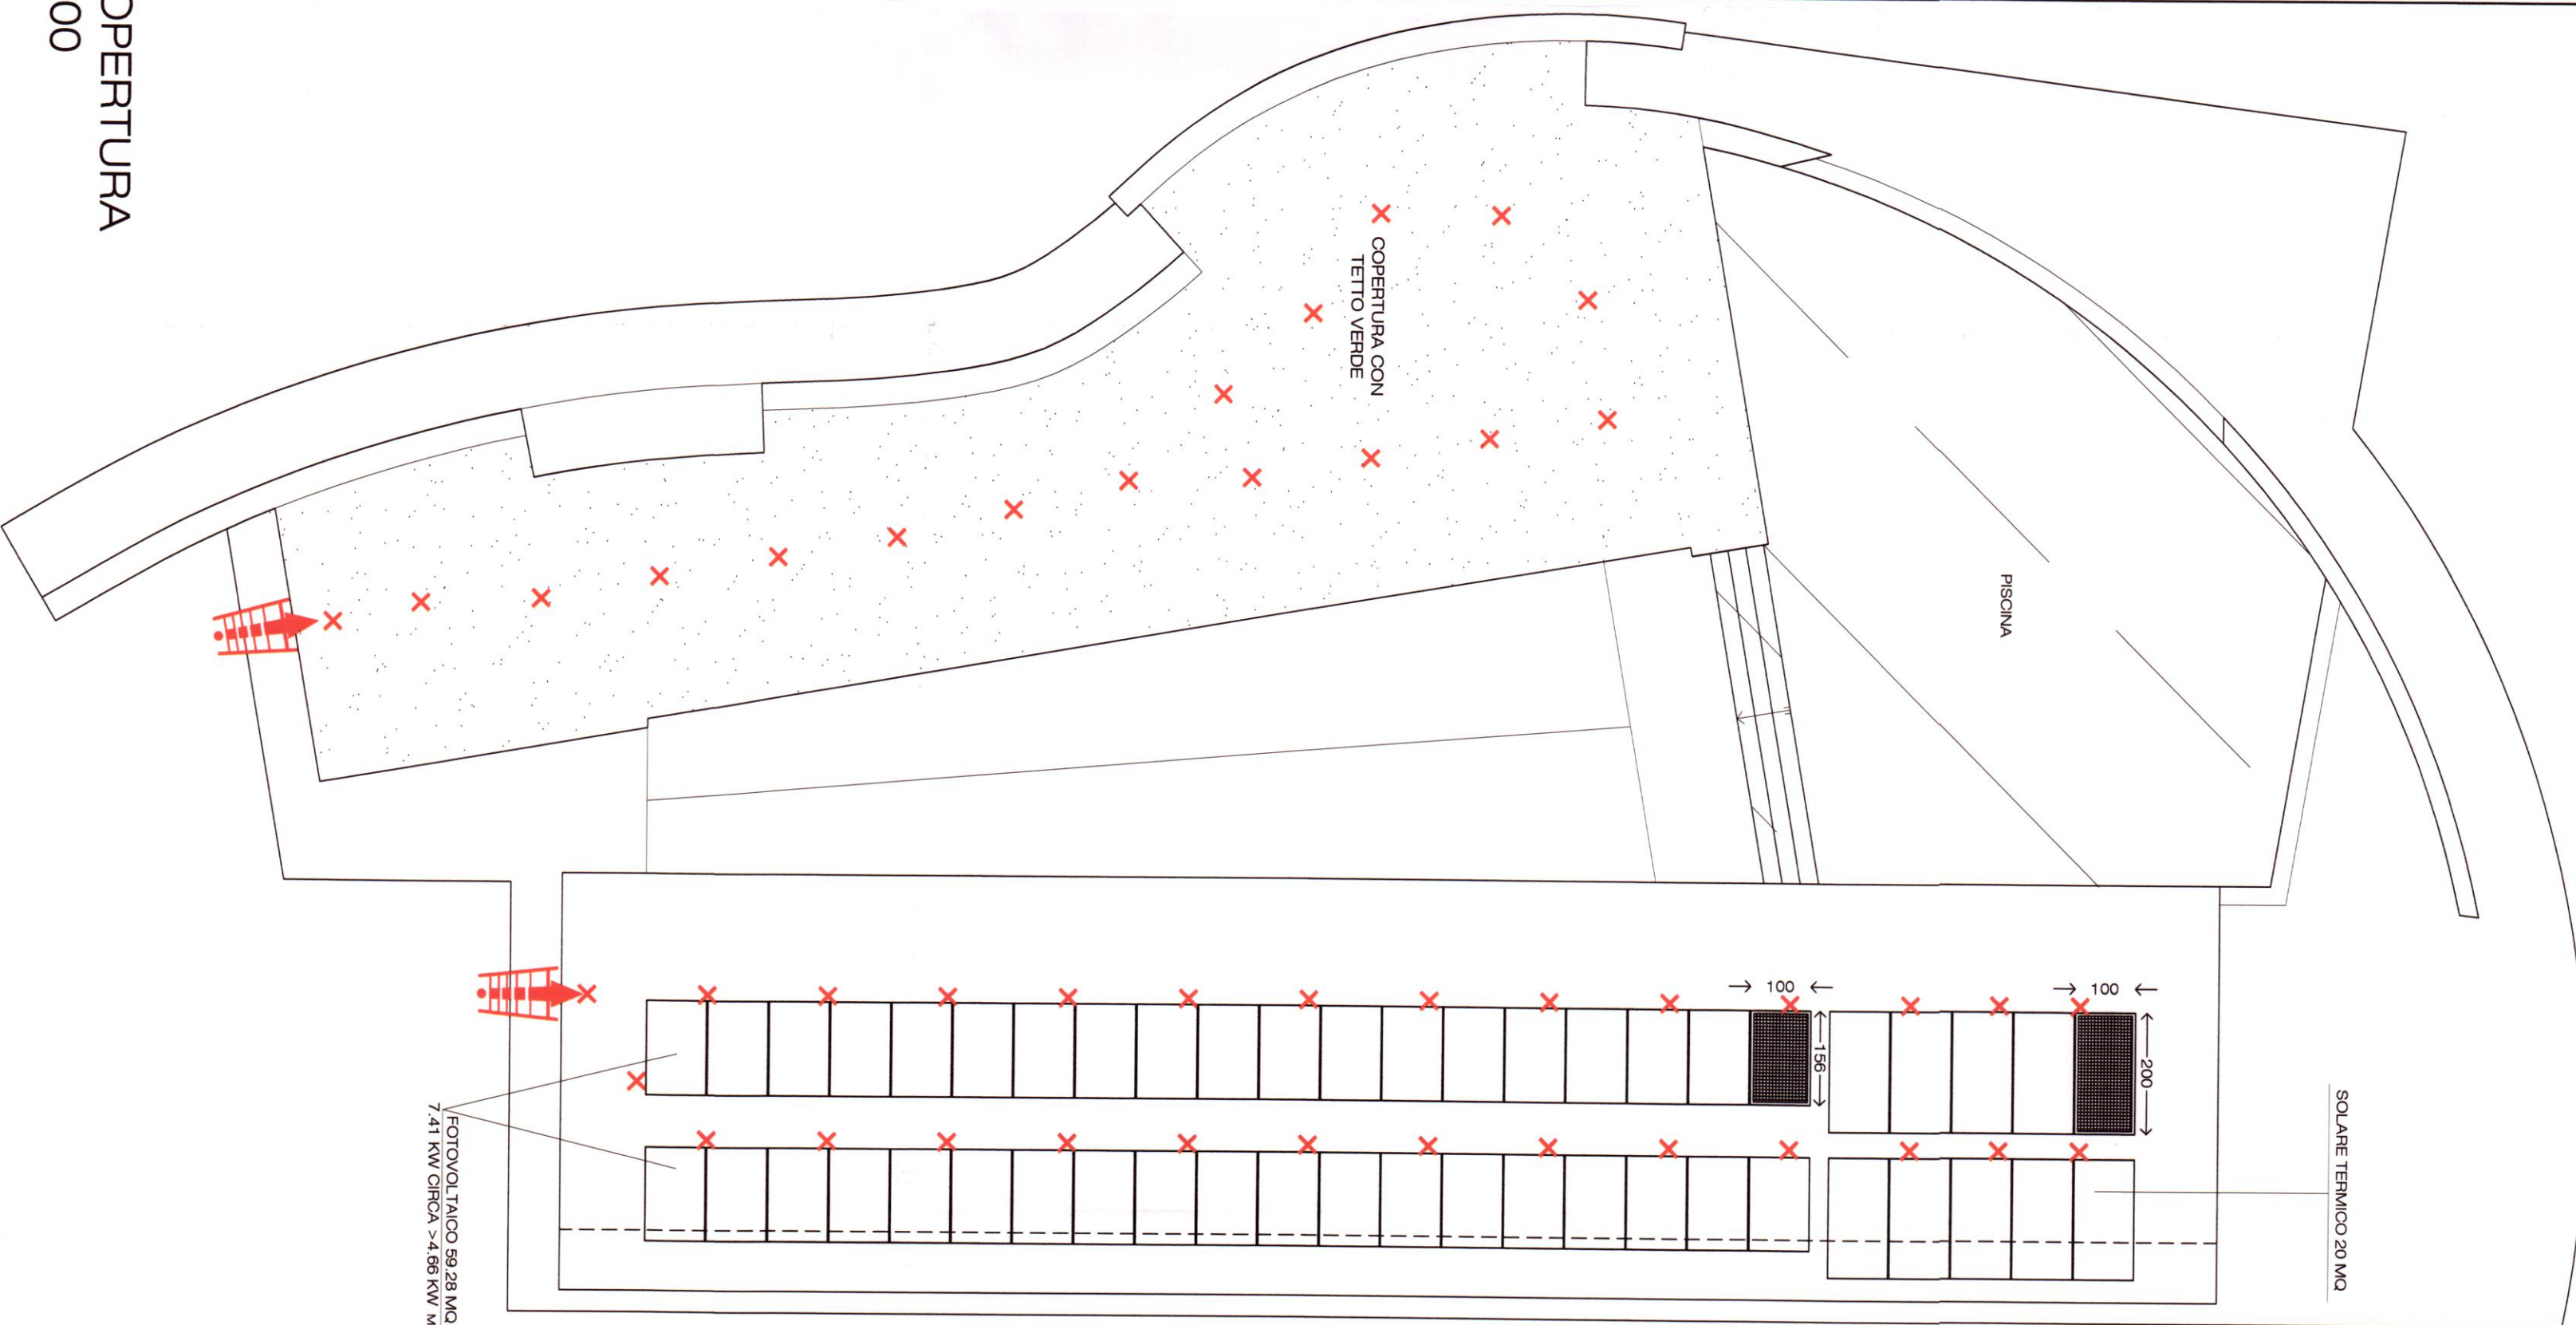 OPERTURA
00
COPERTURA CON
TETTO VERDE
PISCINA
100
100
156
200
SOLARE TERMICO 20 MQ
FOTOVOLTAICO 59.28 MQ
7.41 KW CIRCA >4.66 KW M